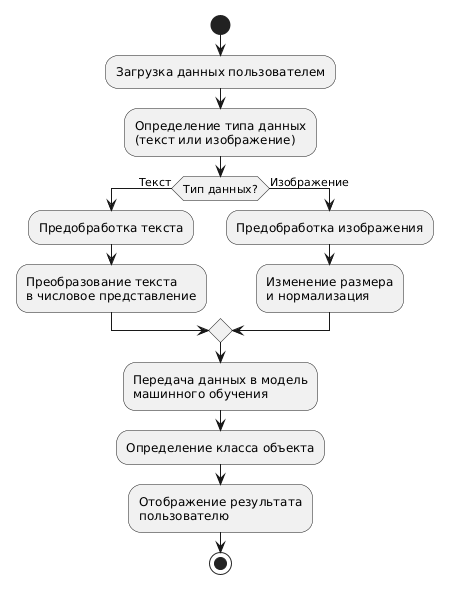 Загрузка данных пользователем
Определение типа данных
(текст или изображение)
Текст
Тип данных?
Изображение
Предобработка текста
Предобработка изображения
Преобразование текста
в числовое представление
Изменение размера
и нормализация
Передача данных в модель
машинного обучения
Определение класса объекта
Отображение результата
пользователю